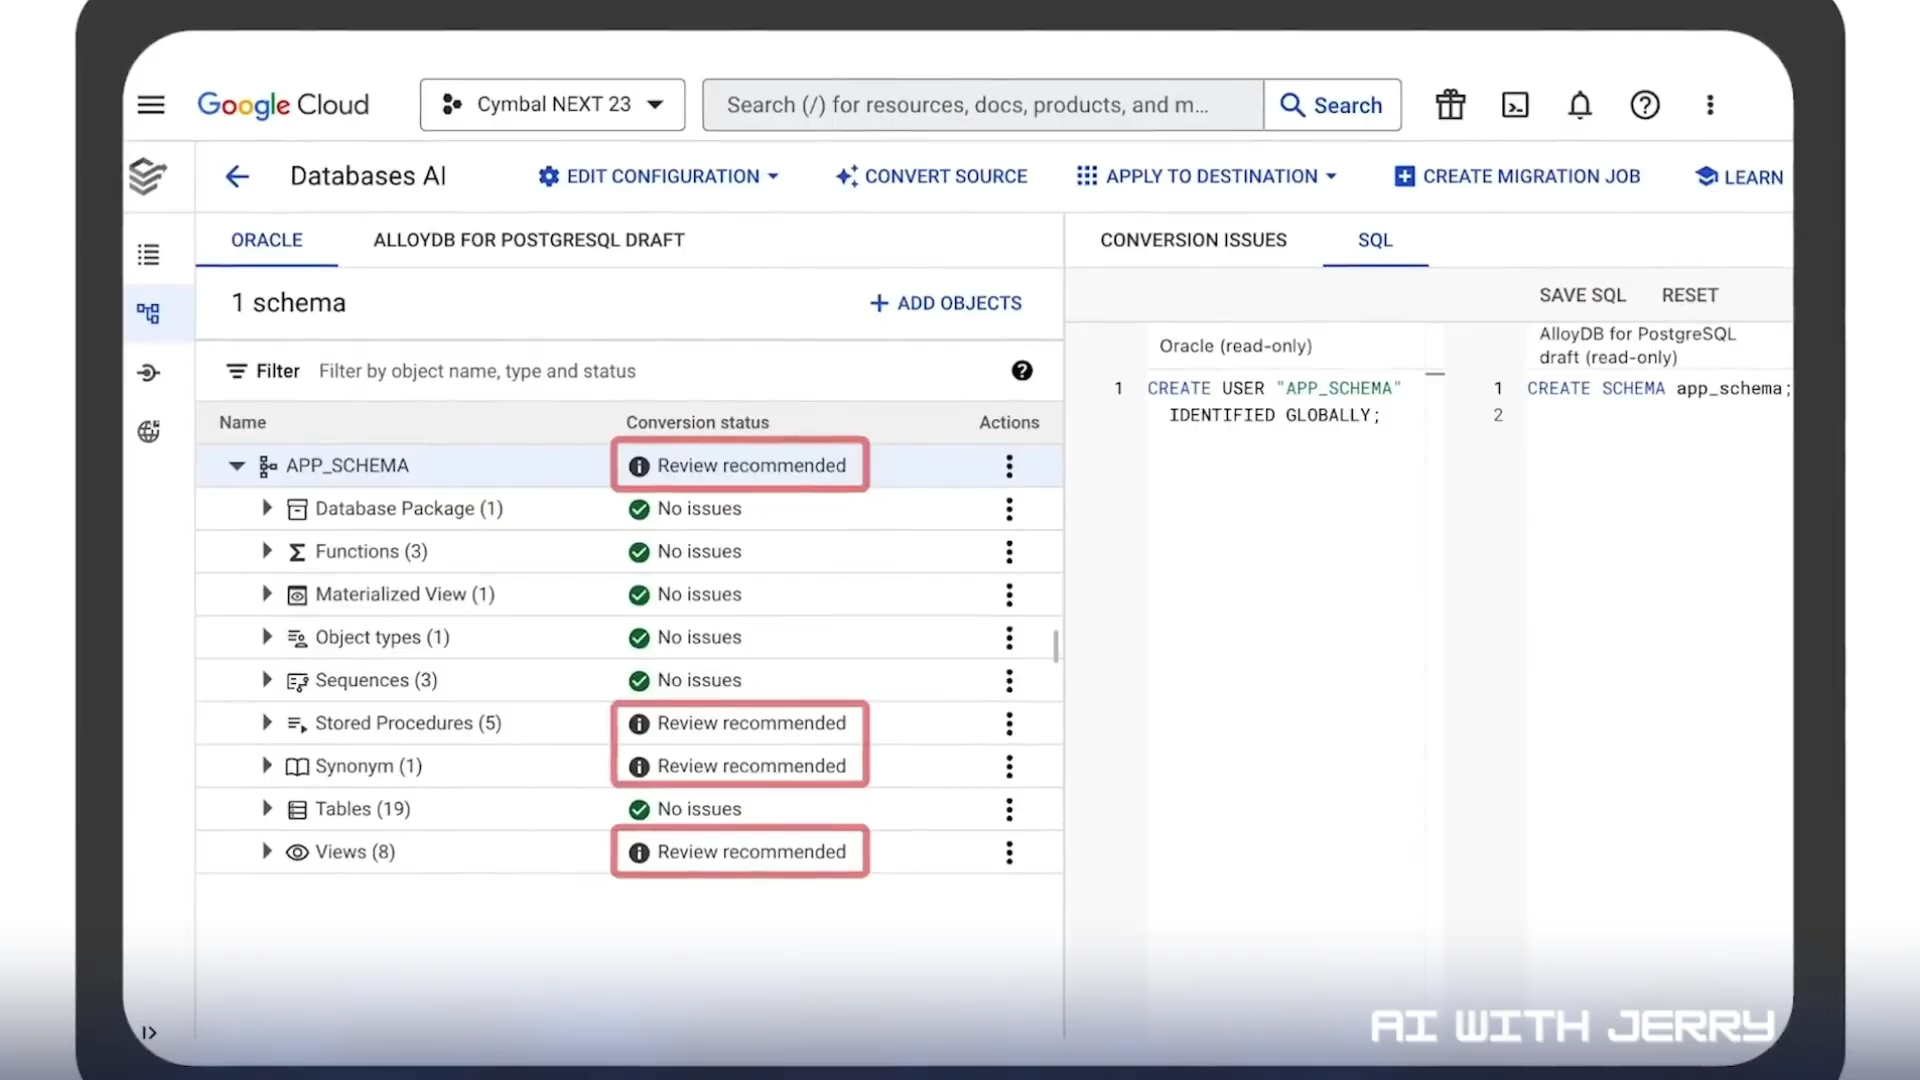 Google Cloud
Cymbal NEXT 23
Search (/) for resources, docs, products, and m...
Search
Databases AI
EDIT CONFIGURATION
CONVERT SOURCE
APPLY TO DESTINATION
CREATE MIGRATION JOB
LEARN
ORACLE
ALLOYDB FOR POSTGRESQL DRAFT
CONVERSION ISSUES
SQL
1 schema
+ ADD OBJECTS
SAVE SQL
RESET
Filter
Filter by object name, type and status
Oracle (read-only)
AlloyDB for PostgreSQL
draft (read-only)
1 CREATE USER "APP_SCHEMA"
IDENTIFIED GLOBALLY;
1 CREATE SCHEMA app_schema;
2
Name Conversion status Actions
APP_SCHEMA Review recommended
Database Package (1) No issues
Functions (3) No issues
Materialized View (1) No issues
Object types (1) No issues
Sequences (3) No issues
Stored Procedures (5) Review recommended
Synonym (1) Review recommended
Tables (19) No issues
Views (8) Review recommended
AI WITH JERRY